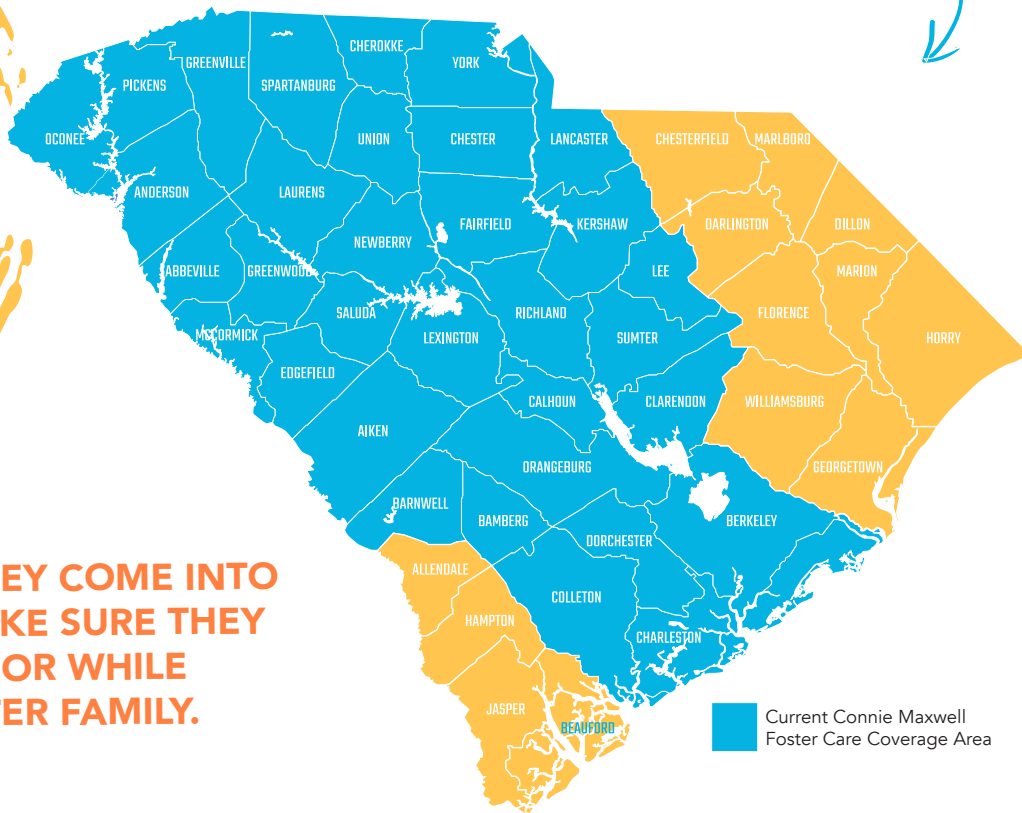 CHEROKKE
GREENVILLE
YORK
PICKENS
SPARTANBURG
OCONEE
UNION
CHESTER
LANCASTER
CHESTERFIELD
MARLBORO
ANDERSON
LAURENS
FAIRFIELD
KERSHAW
DARLINGTON
DILLON
NEWBERRY
ABBEVILLE
GREENWOOD
LEE
MARION
SALUDA
RICHLAND
FLORENCE
MCCORMICK
LEXINGTON
SUMTER
HORRY
EDGEFIELD
CALHOUN
CLARENDON
WILLIAMSBURG
AIKEN
ORANGEBURG
GEORGETOWN
BARNWELL
BAMBERG
BERKELEY
DORCHESTER
ALLENDALE
COLLETON
HAMPTON
CHARLESTON
JASPER
BEAUFORD
EY COME INTO
KE SURE THEY
OR WHILE
ER FAMILY.
Current Connie Maxwell
Foster Care Coverage Area